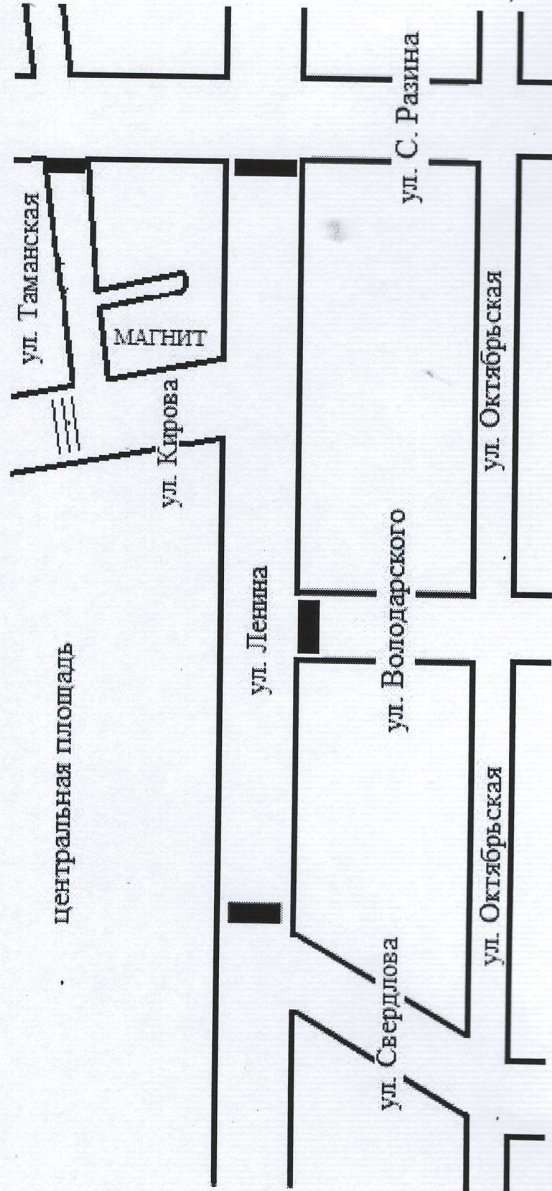 центральная площадь
ул. Кирова
МАГНИТ
ул. Таманская
ул. Ленина
ул. Свердлова
ул. Володарского
ул. С. Разина
ул. Октябрьская
ул. Октябрьская